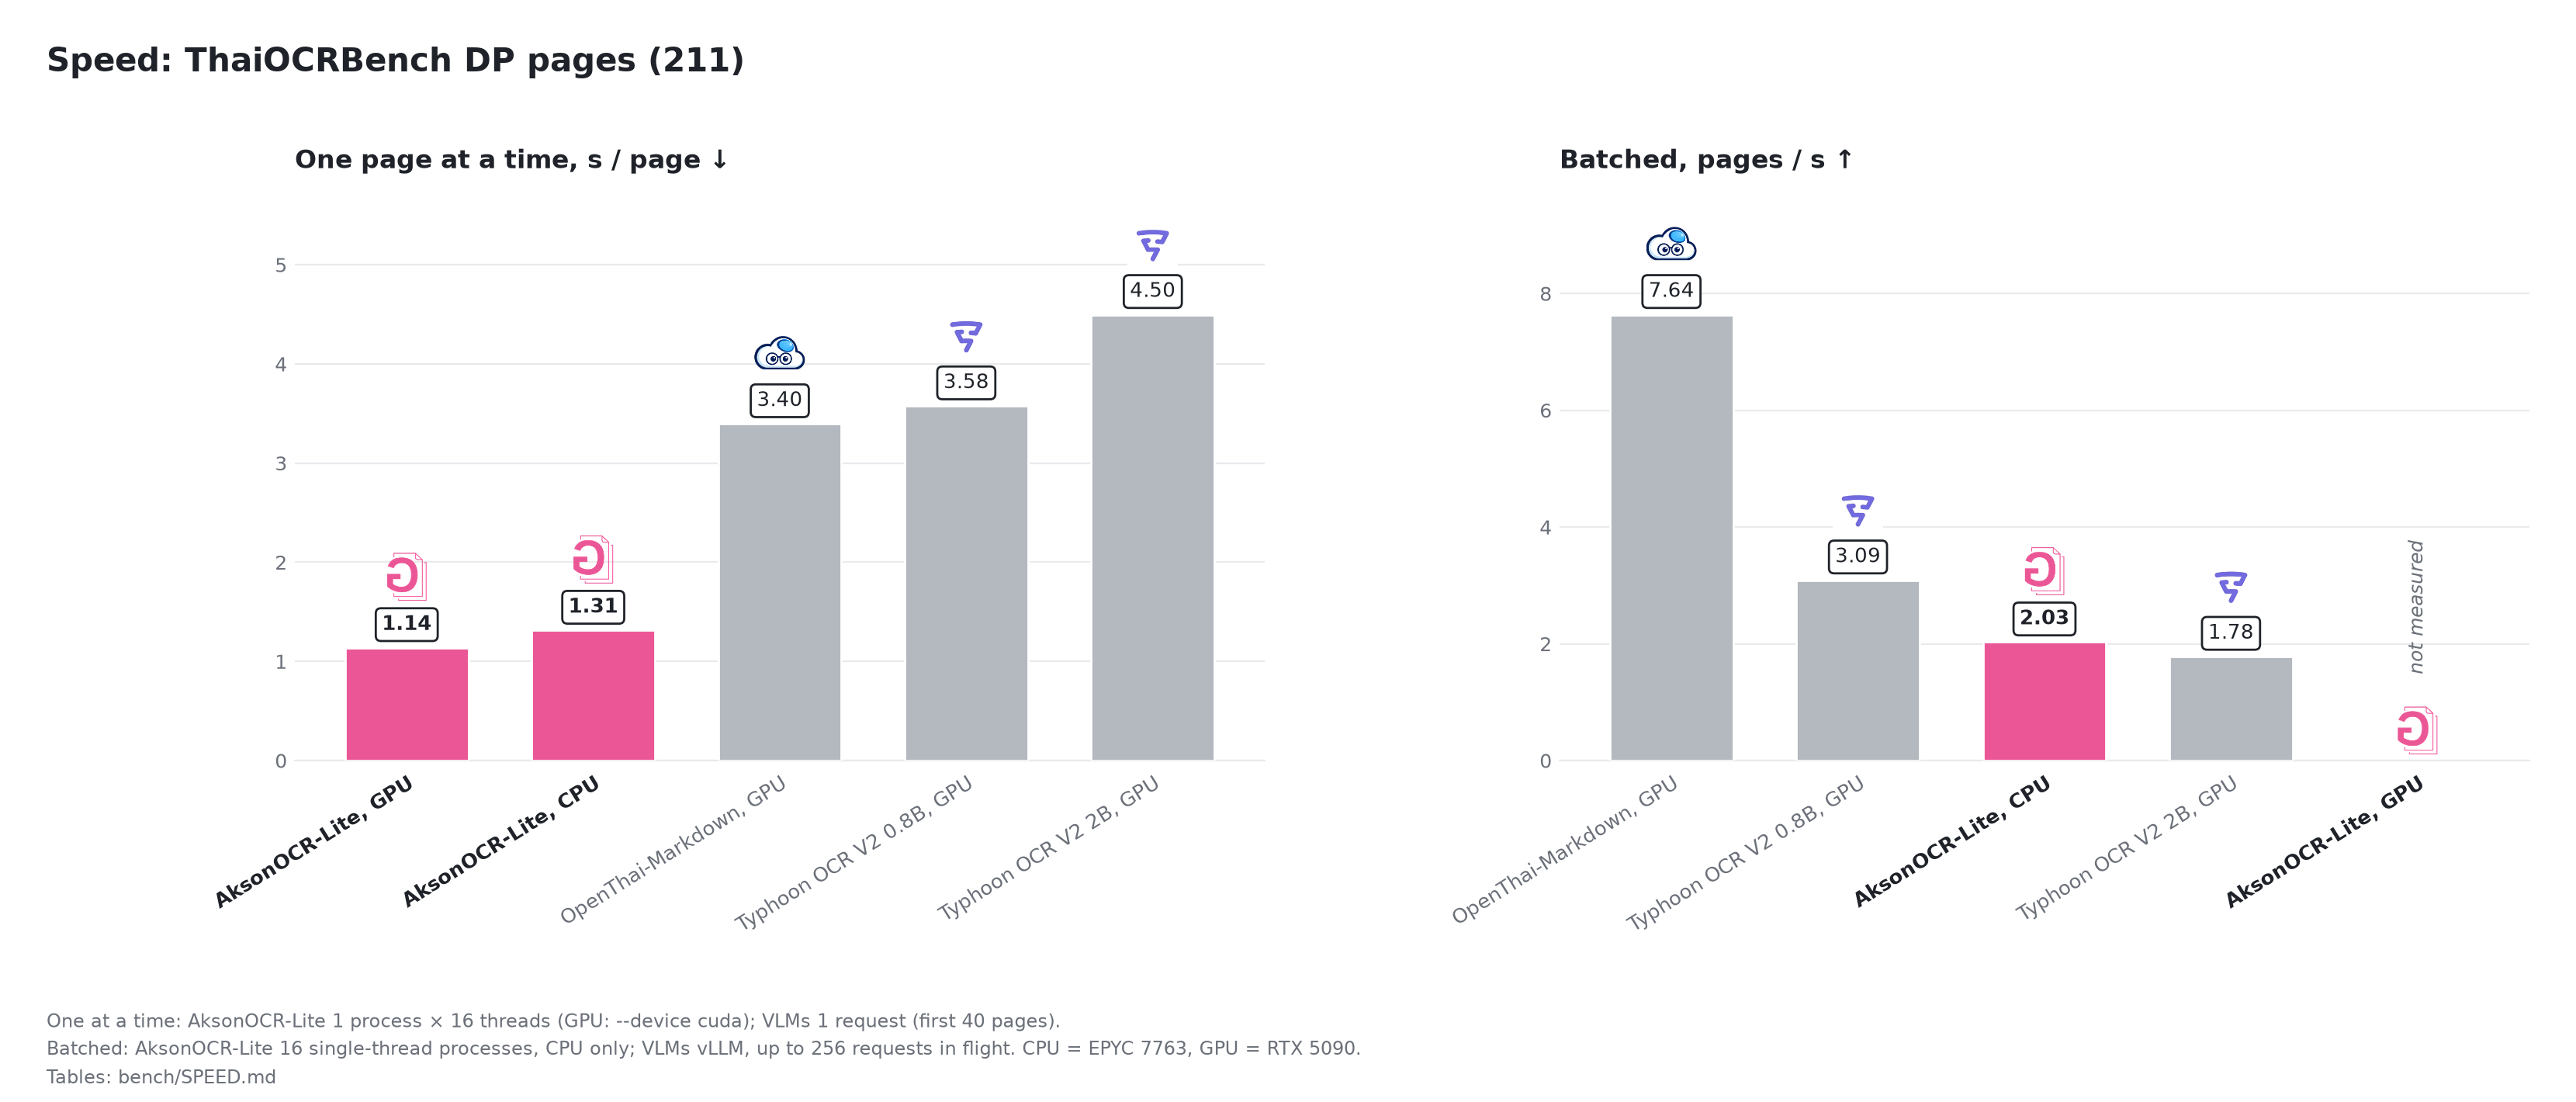 Speed: ThaiOCRBench DP pages (211)
One page at a time, s / page ↓
5
4
3
2
1
0
1.14
1.31
3.40
3.58
4.50
AksonOCR-Lite, GPU
AksonOCR-Lite, CPU
OpenThai-Markdown, GPU
Typhoon OCR V2 0.8B, GPU
Typhoon OCR V2 2B, GPU
Batched, pages / s ↑
8
6
4
2
0
7.64
3.09
2.03
1.78
not measured
OpenThai-Markdown, GPU
Typhoon OCR V2 0.8B, GPU
AksonOCR-Lite, CPU
Typhoon OCR V2 2B, GPU
AksonOCR-Lite, GPU
One at a time: AksonOCR-Lite 1 process × 16 threads (GPU: --device cuda); VLMs 1 request (first 40 pages).
Batched: AksonOCR-Lite 16 single-thread processes, CPU only; VLMs vLLM, up to 256 requests in flight. CPU = EPYC 7763, GPU = RTX 5090.
Tables: bench/SPEED.md